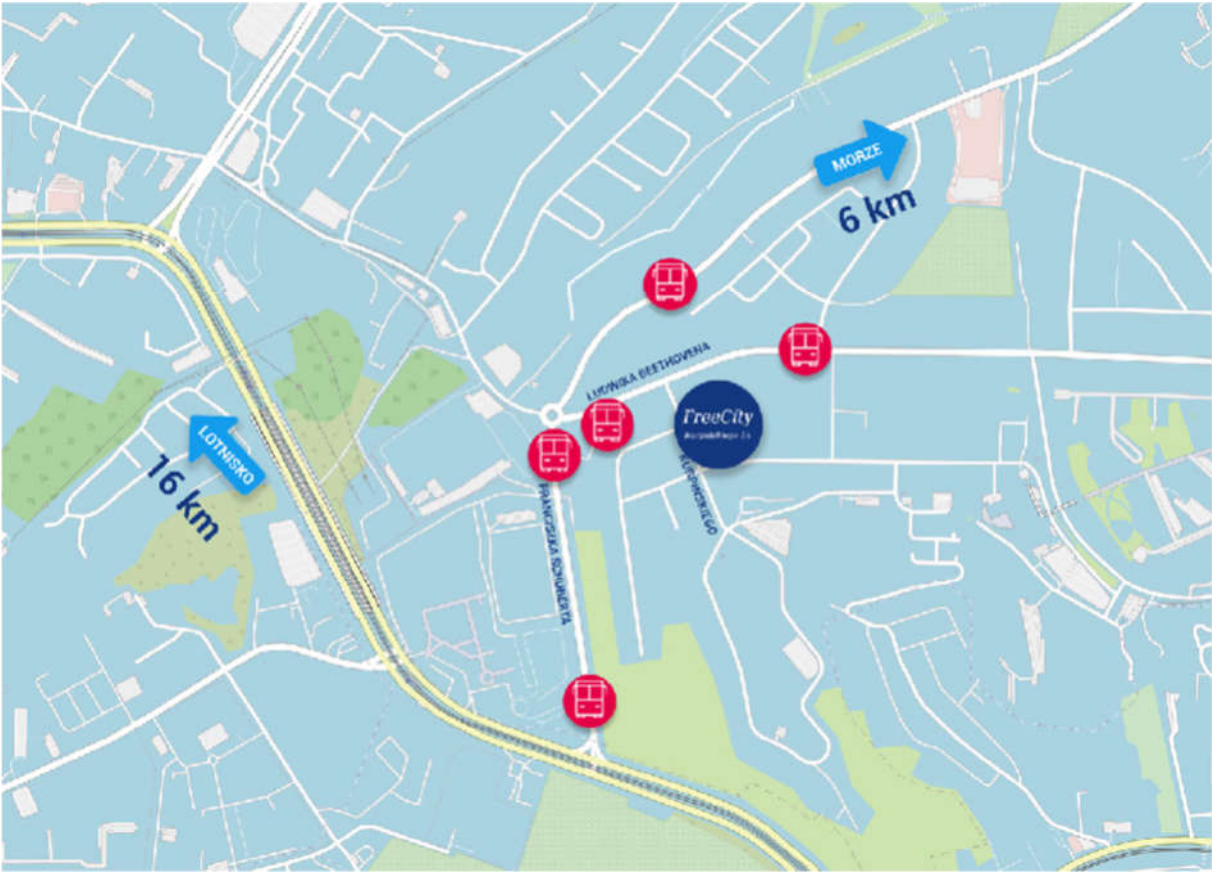 MORZE
6 km
LUDWIKA BEETHOVENA
FreeCity
LOTNISKO
16 km
FRANCISZKA SCHUBERTA